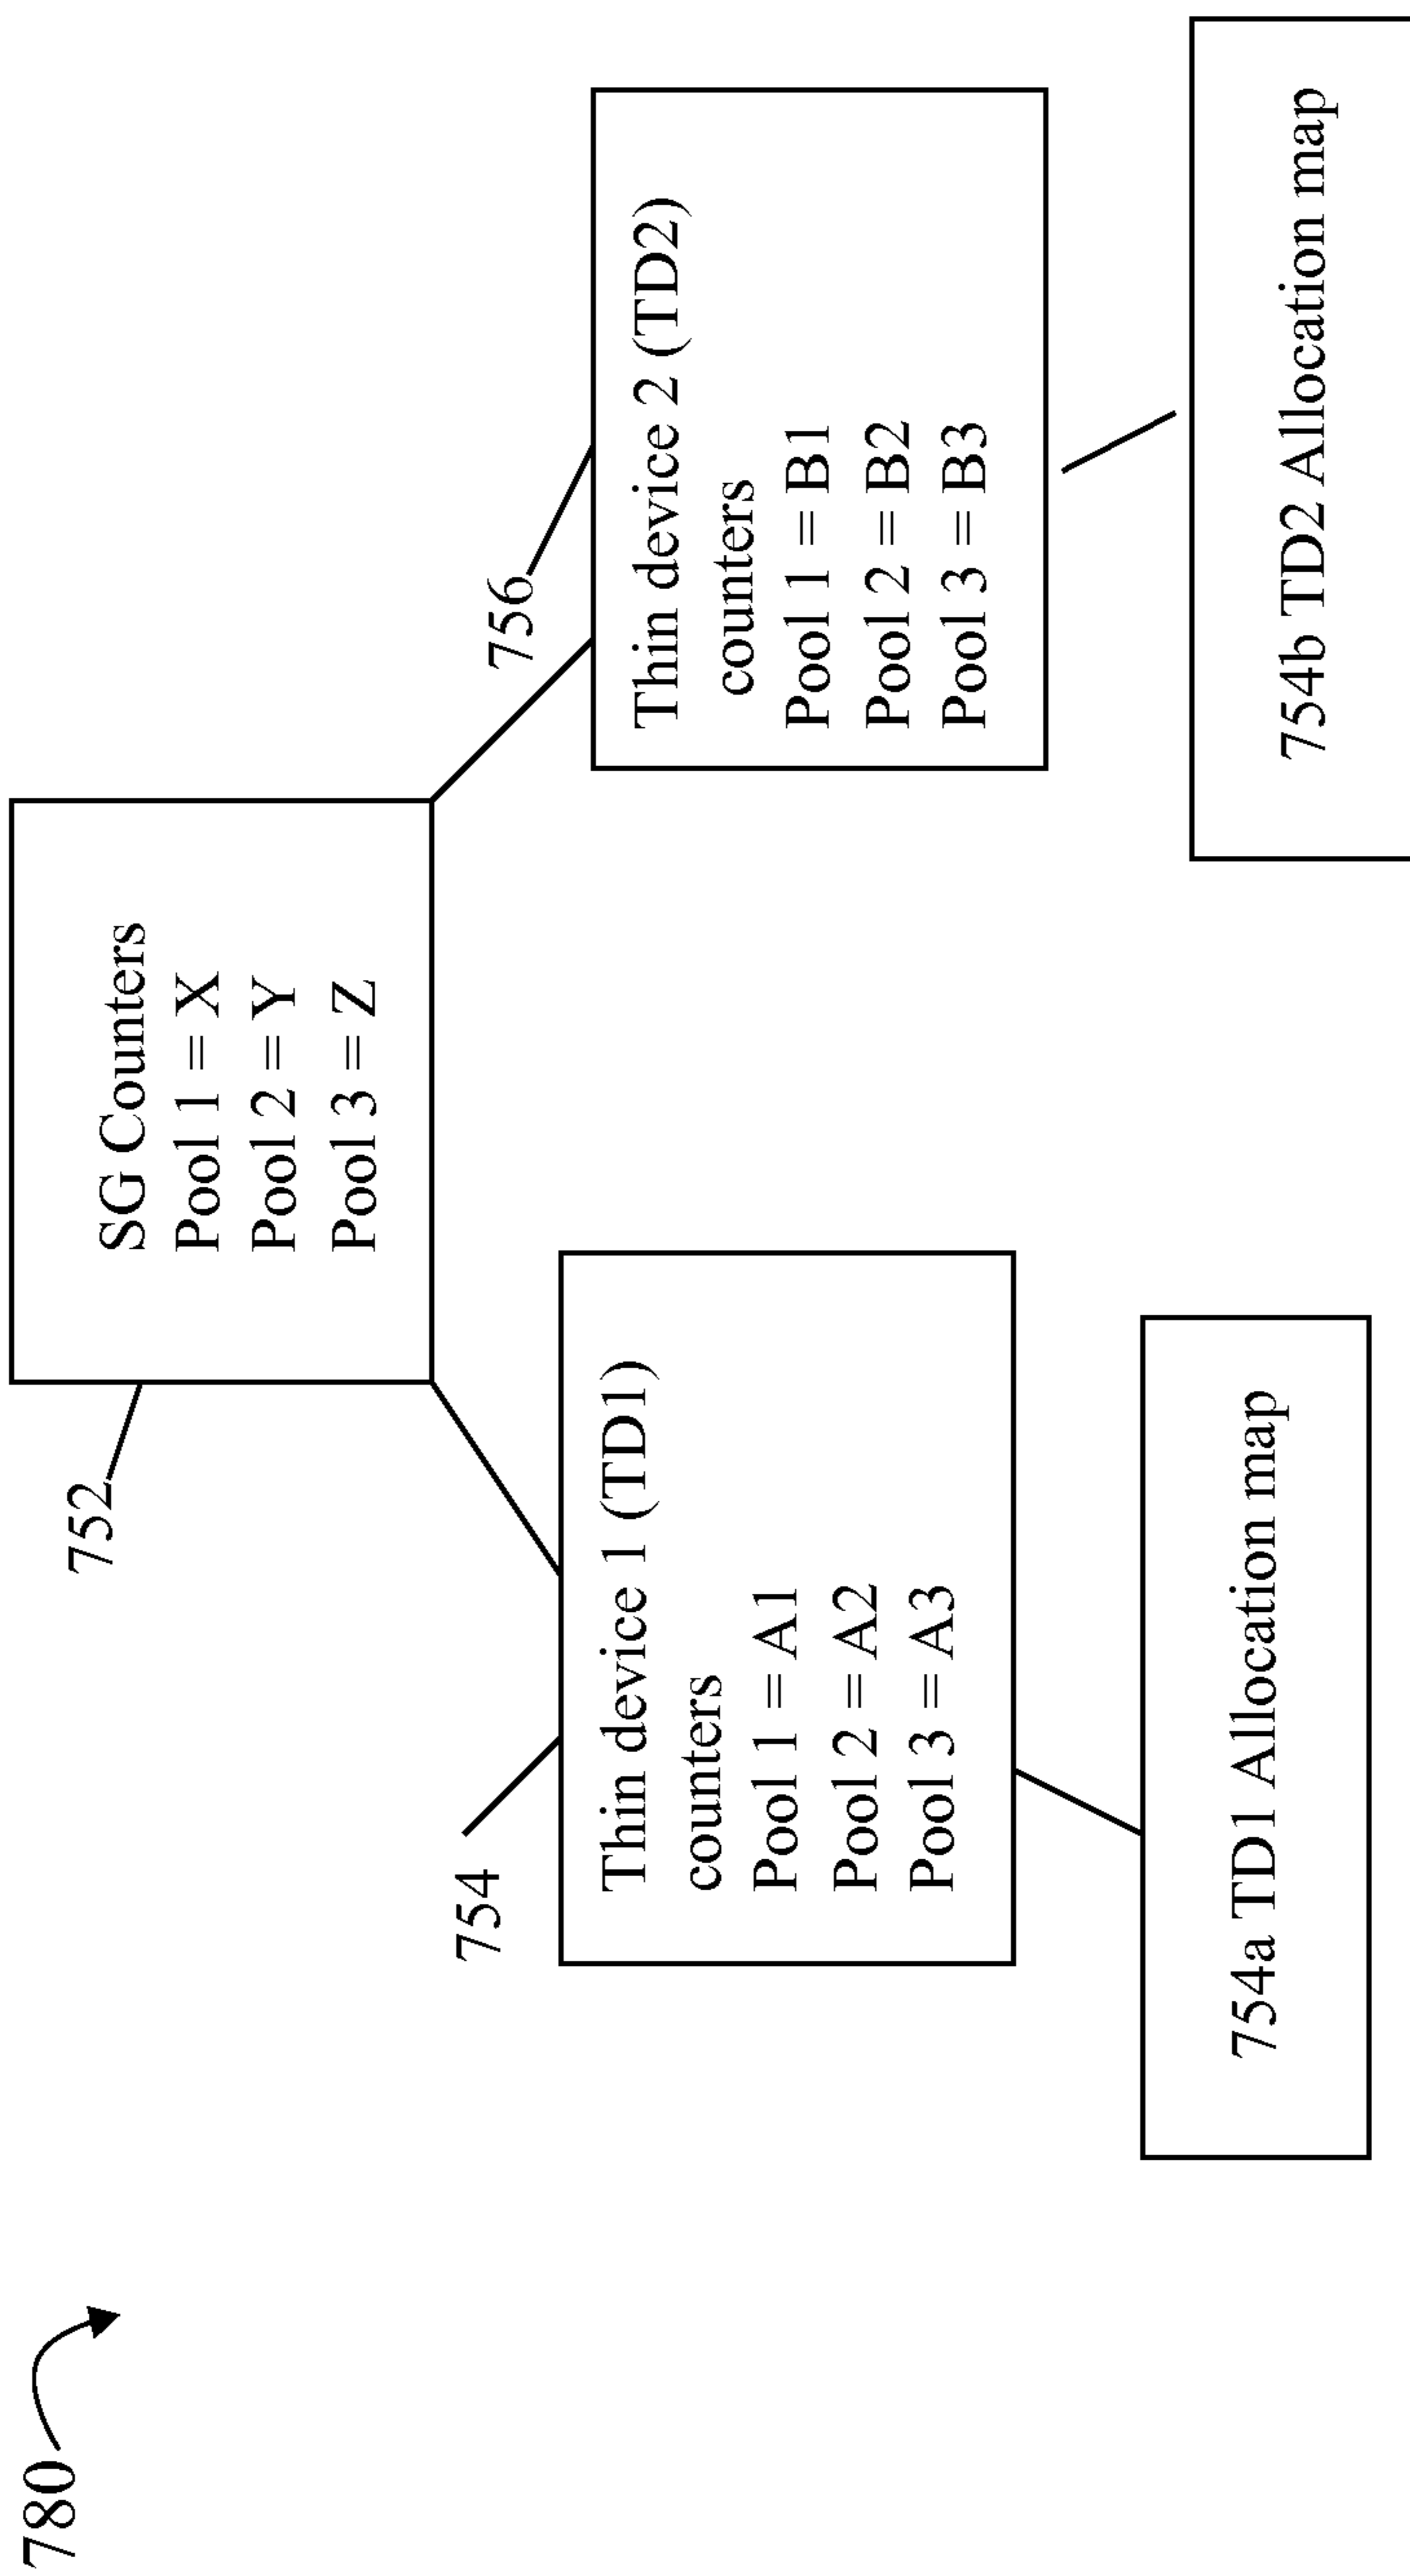 780
752
SG Counters
Pool 1 = X
Pool 2 = Y
Pool 3 = Z
754
Thin device 1 (TD1)
counters
Pool 1 = A1
Pool 2 = A2
Pool 3 = A3
756
Thin device 2 (TD2)
counters
Pool 1 = B1
Pool 2 = B2
Pool 3 = B3
754a TD1 Allocation map
754b TD2 Allocation map